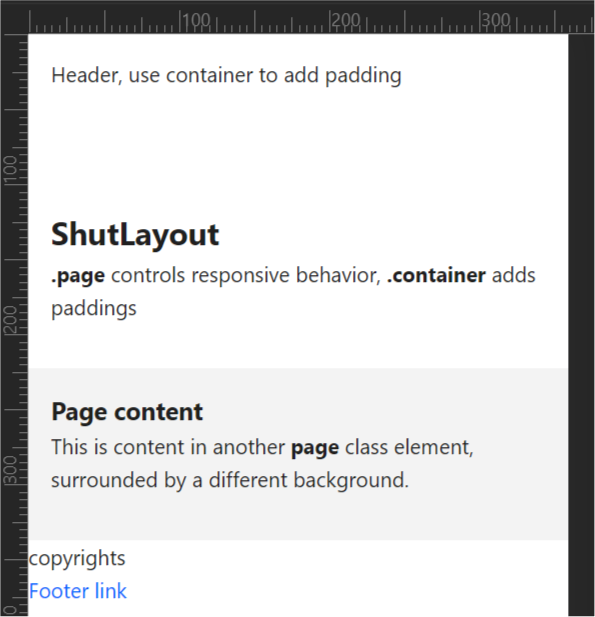 100 200 300
Header, use container to add padding
100
ShutLayout
.page controls responsive behavior, .container adds
paddings
200
Page content
This is content in another page class element,
surrounded by a different background.
300
copyrights
Footer link
0